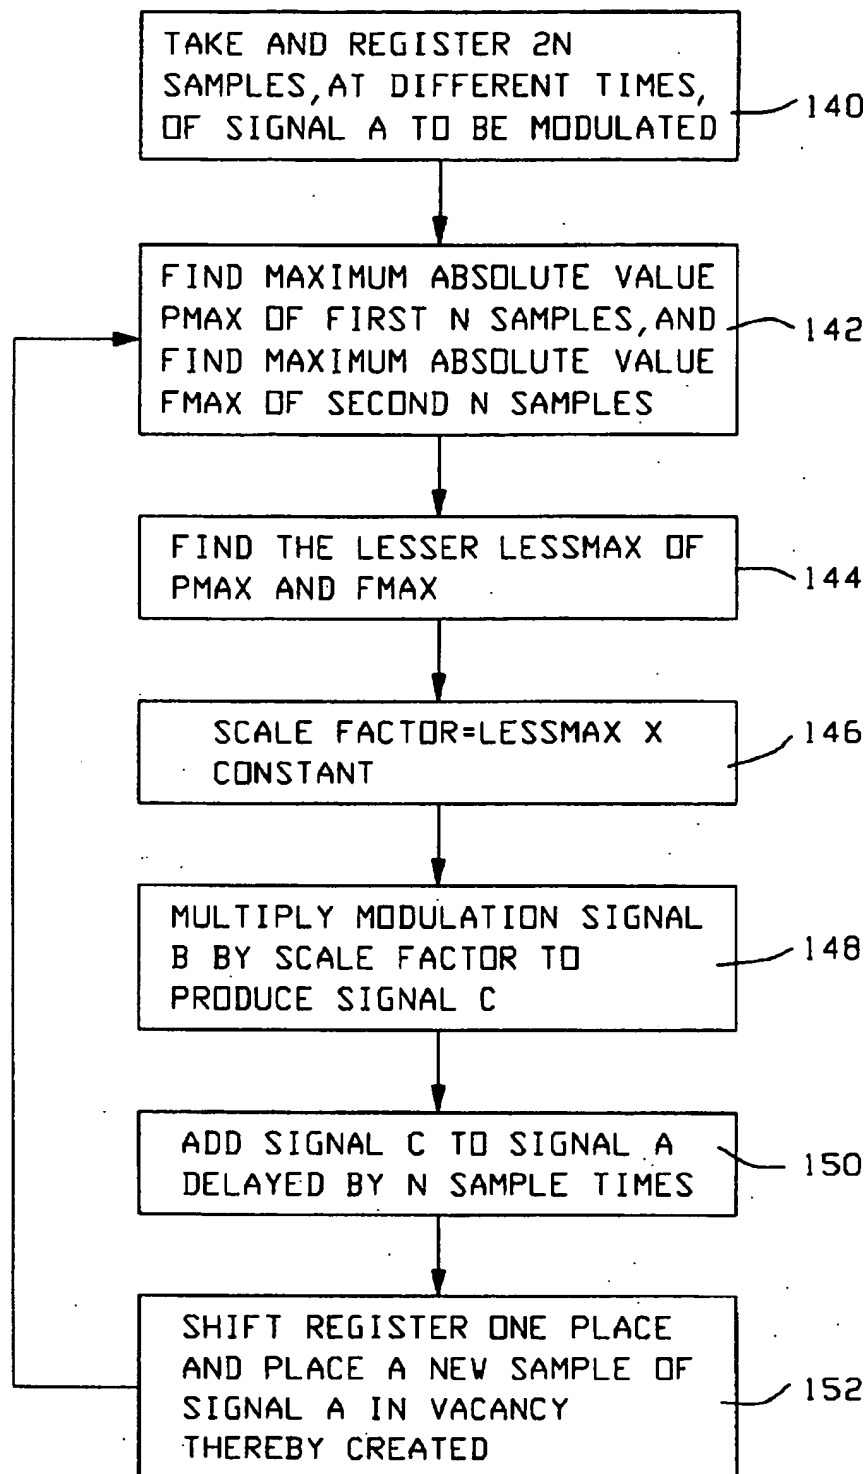 TAKE AND REGISTER 2N
SAMPLES, AT DIFFERENT TIMES,
OF SIGNAL A TO BE MODULATED
140
FIND MAXIMUM ABSOLUTE VALUE
PMAX OF FIRST N SAMPLES, AND
FIND MAXIMUM ABSOLUTE VALUE
FMAX OF SECOND N SAMPLES
142
FIND THE LESSER LESSMAX OF
PMAX AND FMAX
144
SCALE FACTOR=LESSMAX X
CONSTANT
146
MULTIPLY MODULATION SIGNAL
B BY SCALE FACTOR TO
PRODUCE SIGNAL C
148
ADD SIGNAL C TO SIGNAL A
DELAYED BY N SAMPLE TIMES
150
SHIFT REGISTER ONE PLACE
AND PLACE A NEW SAMPLE OF
SIGNAL A IN VACANCY
THEREBY CREATED
152